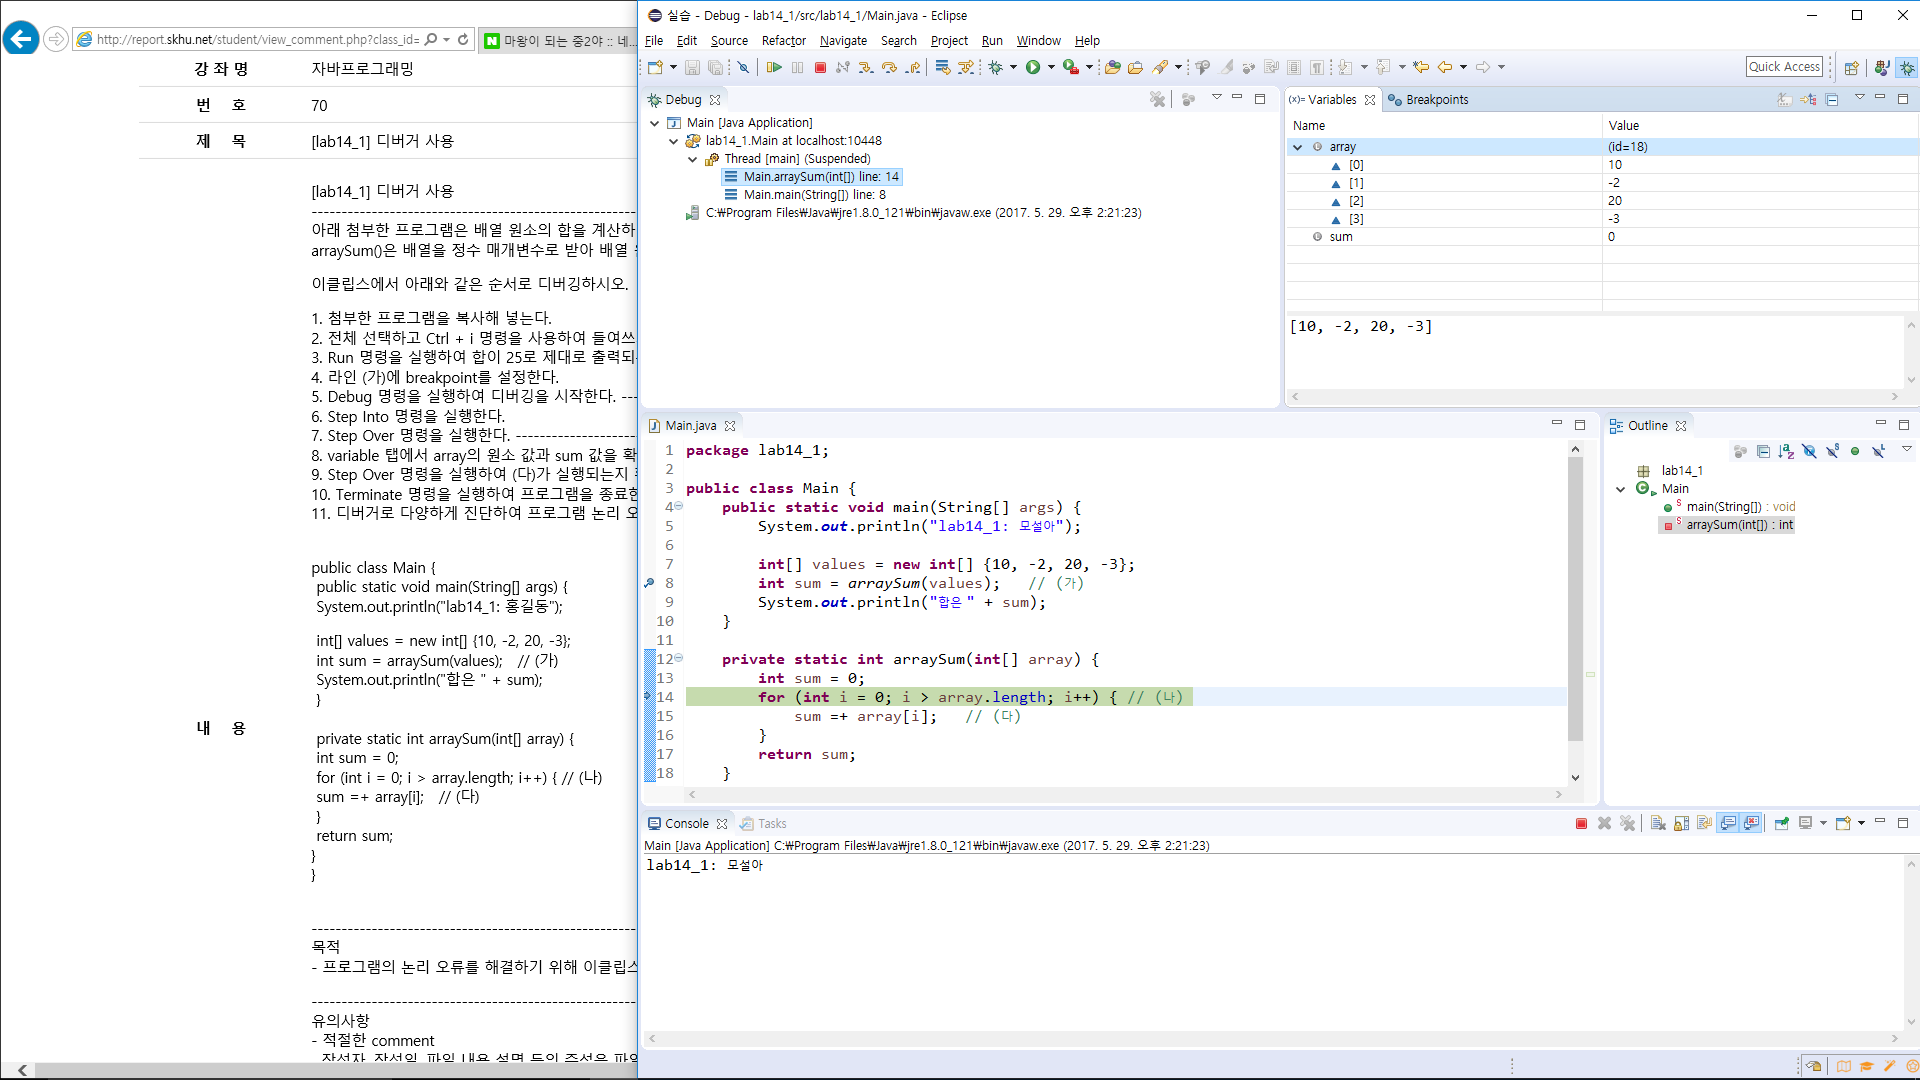 http://report.skhu.net/student/view_comment.php?class_id=
마왕이 되는 중2야 :: 네...
강 좌 명 자바프로그래밍
번 호 70
제 목 [lab14_1] 디버거 사용
내 용
[lab14_1] 디버거 사용
아래 첨부한 프로그램은 배열 원소의 합을 계산하
arraySum()은 배열을 정수 매개변수로 받아 배열
이클립스에서 아래와 같은 순서로 디버깅하시오.
1. 첨부한 프로그램을 복사해 넣는다.
2. 전체 선택하고 Ctrl + i 명령을 사용하여 들여쓰
3. Run 명령을 실행하여 합이 25로 제대로 출력되
4. 라인 (가)에 breakpoint를 설정한다.
5. Debug 명령을 실행하여 디버깅을 시작한다. ---
6. Step Into 명령을 실행한다.
7. Step Over 명령을 실행한다. ----------------------
8. variable 탭에서 array의 원소 값과 sum 값을 확
9. Step Over 명령을 실행하여 (다)가 실행되는지
10. Terminate 명령을 실행하여 프로그램을 종료한
11. 디버거로 다양하게 진단하여 프로그램 논리 오
public class Main {
public static void main(String[] args) {
System.out.println("lab14_1: 홍길동");
int[] values = new int[] {10, -2, 20, -3};
int sum = arraySum(values); // (가)
System.out.println("합은 " + sum);
}
private static int arraySum(int[] array) {
int sum = 0;
for (int i = 0; i > array.length; i++) { // (나)
sum =+ array[i]; // (다)
}
return sum;
}
}
목적
- 프로그램의 논리 오류를 해결하기 위해 이클립스
유의사항
- 적절한 comment
실습 - Debug - lab14_1/src/lab14_1/Main.java - Eclipse
File Edit Source Refactor Navigate Search Project Run Window Help
Quick Access
Debug
Main [Java Application]
lab14_1.Main at localhost:10448
Thread [main] (Suspended)
Main.arraySum(int[]) line: 14
Main.main(String[]) line: 8
C:₩Program Files₩Java₩jre1.8.0_121₩bin₩javaw.exe (2017. 5. 29. 오후 2:21:23)
(x)= Variables Breakpoints
Name Value
array (id=18)
[0] 10
[1] -2
[2] 20
[3] -3
sum 0
[10, -2, 20, -3]
Main.java
1 package lab14_1;
2
3 public class Main {
4 public static void main(String[] args) {
5 System.out.println("lab14_1: 모설아");
6
7 int[] values = new int[] {10, -2, 20, -3};
8 int sum = arraySum(values); // (가)
9 System.out.println("합은 " + sum);
10 }
11
12 private static int arraySum(int[] array) {
13 int sum = 0;
14 for (int i = 0; i > array.length; i++) { // (나)
15 sum =+ array[i]; // (다)
16 }
17 return sum;
18 }
Outline
lab14_1
Main
main(String[]) : void
arraySum(int[]) : int
Console Tasks
Main [Java Application] C:₩Program Files₩Java₩jre1.8.0_121₩bin₩javaw.exe (2017. 5. 29. 오후 2:21:23)
lab14_1: 모설아